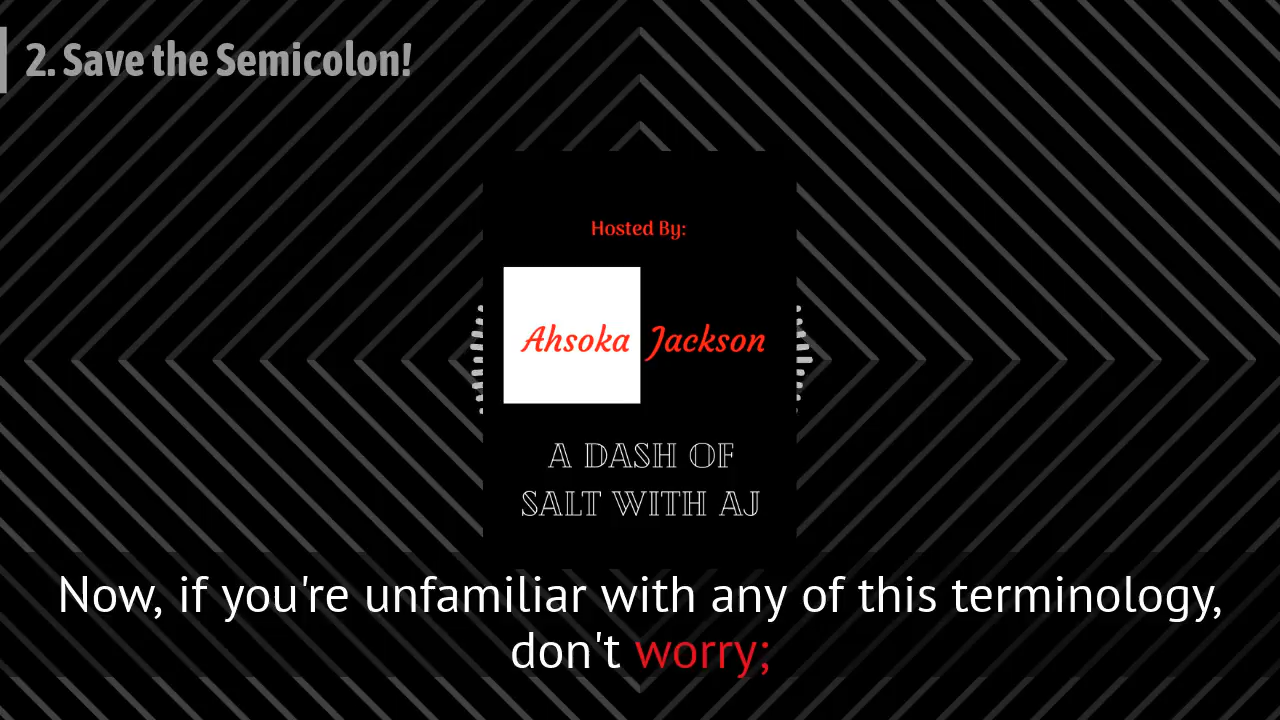 2. Save the Semicolon!
Hosted By:
Ahsoka Jackson
A DASH OF
SALT WITH AJ
Now, if you're unfamiliar with any of this terminology,
don't worry;